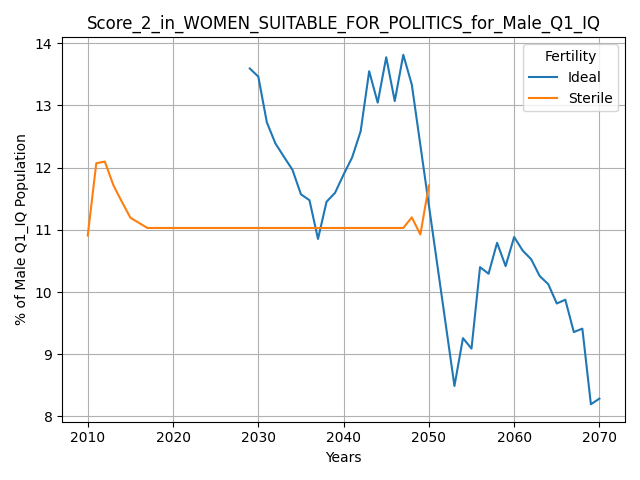 Score_2_in_WOMEN_SUITABLE_FOR_POLITICS_for_Male_Q1_IQ
Fertility
Ideal
Sterile
% of Male Q1_IQ Population
14
13
12
11
10
9
8
2010 2020 2030 2040 2050 2060 2070
Years